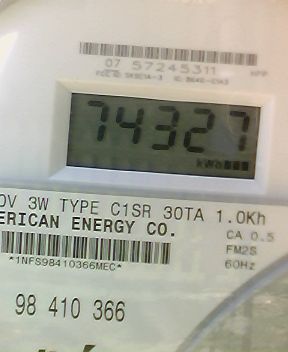 07 57245311
74327
kWh
0V 3W TYPE C1SR 30TA 1.0Kh
ERICAN ENERGY CO.
CA 0.5
FM2S
60Hz
*1NFS98410366MEC*
98 410 366